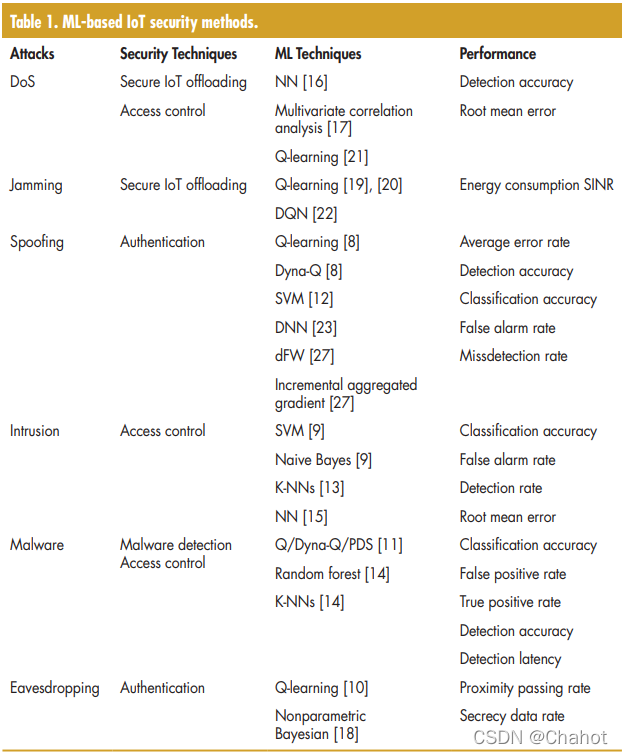 Table 1. ML-based IoT security methods.
Attacks Security Techniques ML Techniques Performance
DoS Secure IoT offloading NN [16] Detection accuracy
Access control Multivariate correlation Root mean error
analysis [17]
Q-learning [21]
Jamming Secure IoT offloading Q-learning [19], [20] Energy consumption SINR
DQN [22]
Spoofing Authentication Q-learning [8] Average error rate
Dyna-Q [8] Detection accuracy
SVM [12] Classification accuracy
DNN [23] False alarm rate
dFW [27] Missdetection rate
Incremental aggregated
gradient [27]
Intrusion Access control SVM [9] Classification accuracy
Naive Bayes [9] False alarm rate
K-NNs [13] Detection rate
NN [15] Root mean error
Malware Malware detection Q/Dyna-Q/PDS [11] Classification accuracy
Access control
Random forest [14] False positive rate
K-NNs [14] True positive rate
Detection accuracy
Detection latency
Eavesdropping Authentication Q-learning [10] Proximity passing rate
Nonparametric Secrecy data rate
Bayesian [18]
CSDN @Chahot